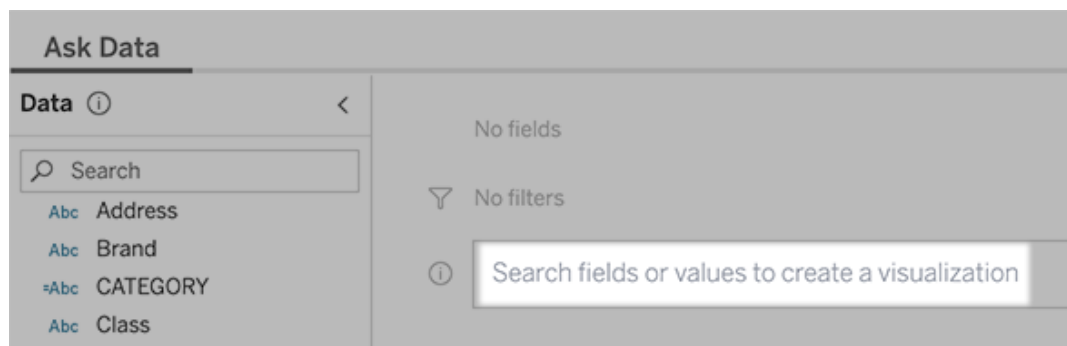 Ask Data
Data
Search
Abc Address
Abc Brand
=Abc CATEGORY
Abc Class
No fields
No filters
Search fields or values to create a visualization